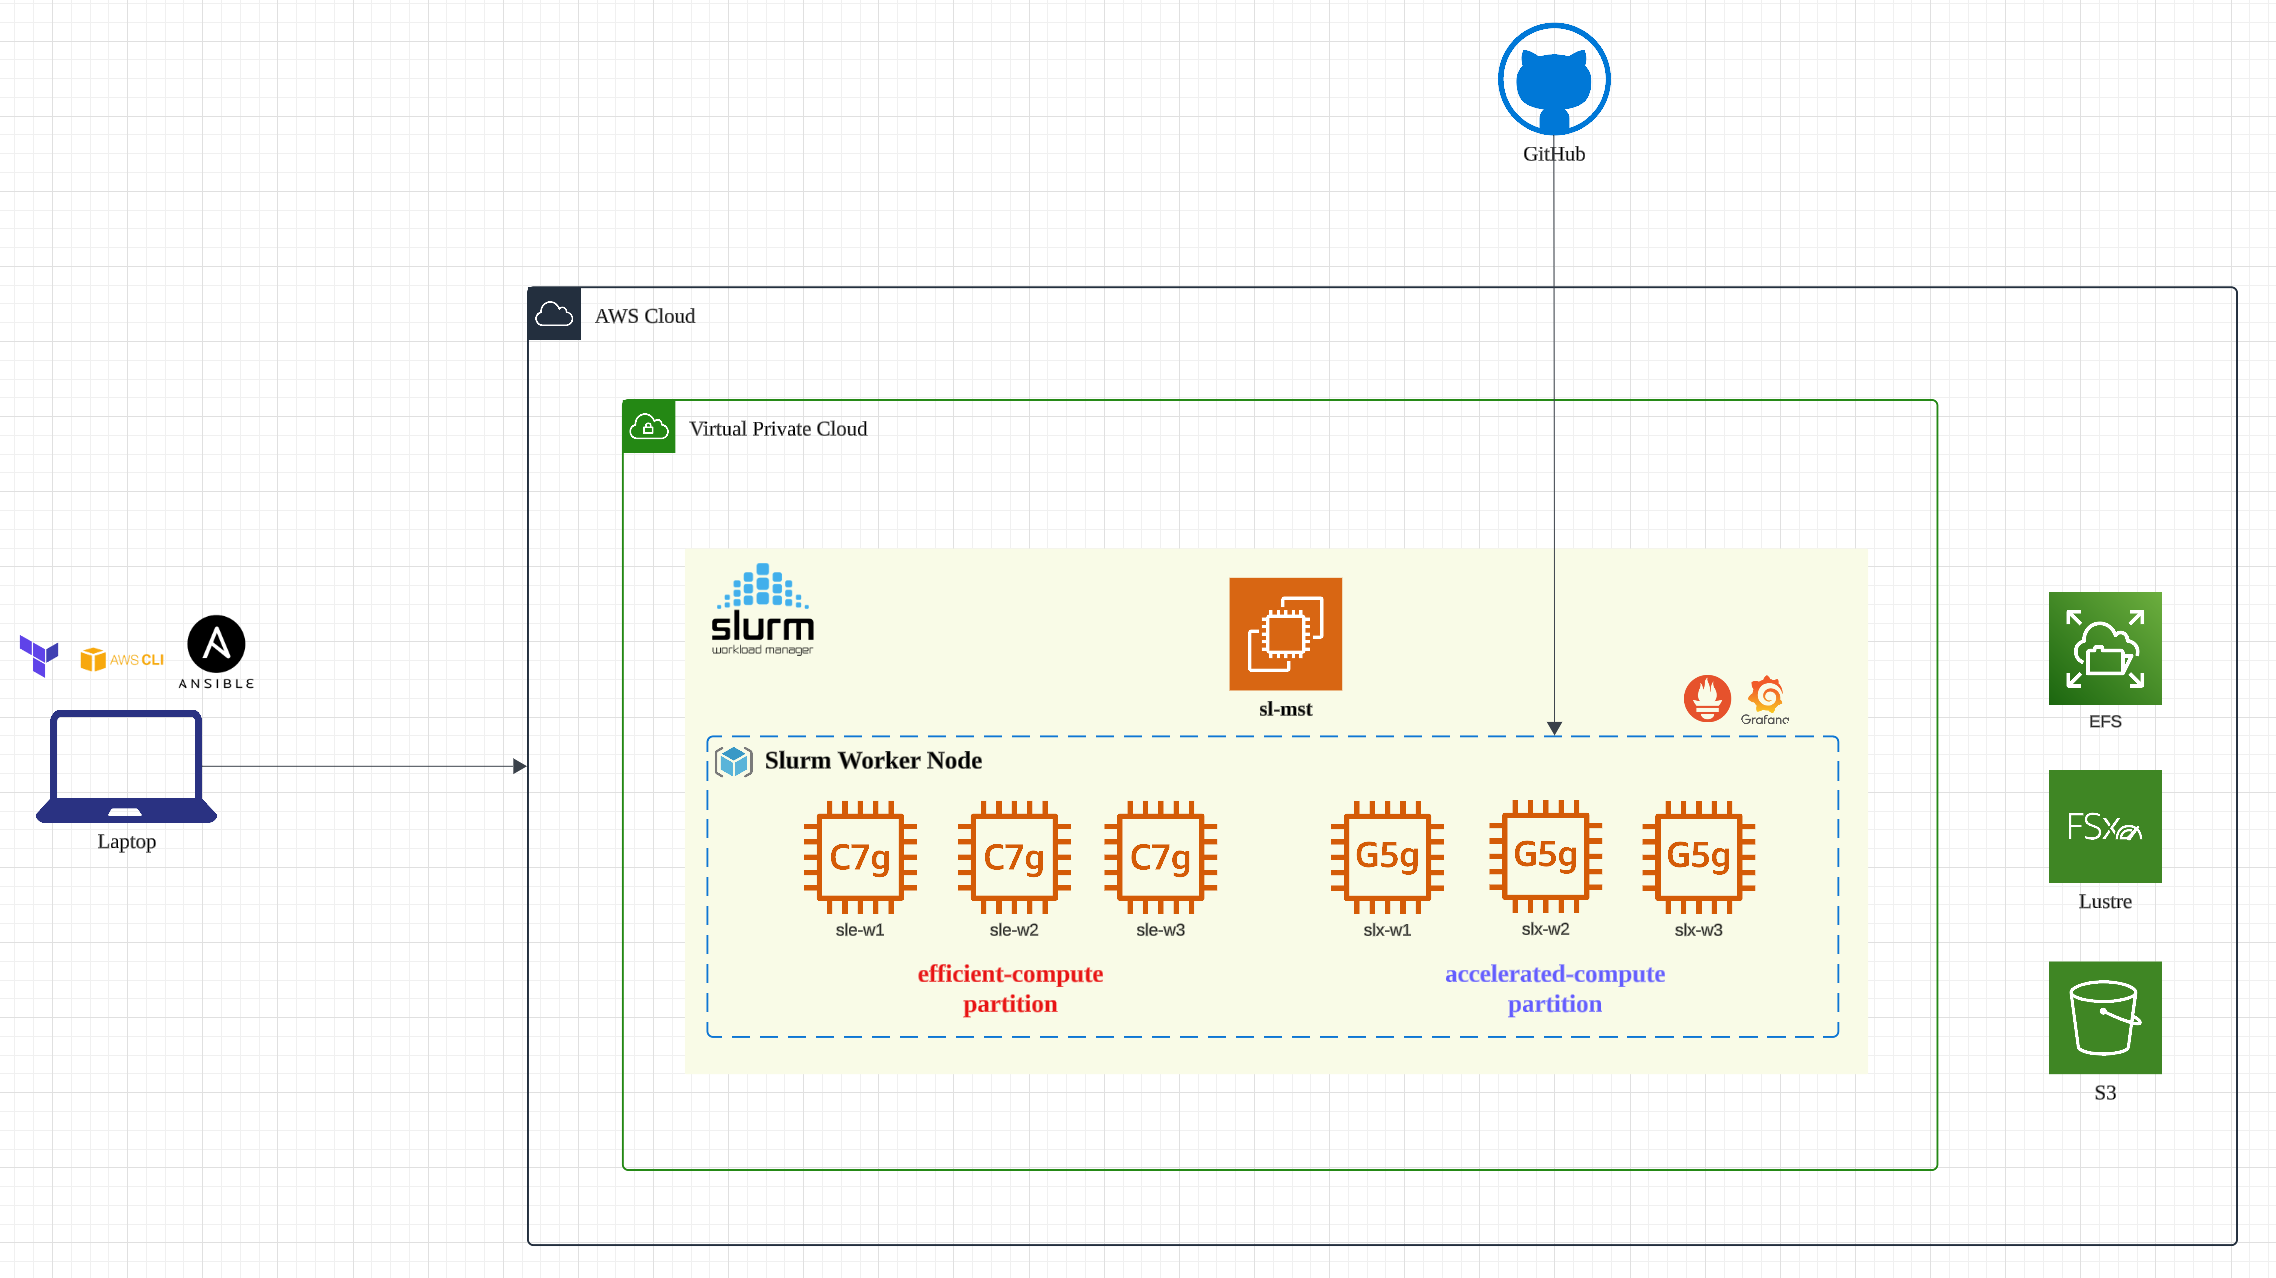 GitHub
AWS Cloud
Virtual Private Cloud
slurm
workload manager
sl-mst
Grafana
AWS CLI
ANSIBLE
Laptop
Slurm Worker Node
C7g
C7g
C7g
G5g
G5g
G5g
sle-w1
sle-w2
sle-w3
slx-w1
slx-w2
slx-w3
efficient-compute
partition
accelerated-compute
partition
EFS
FSx
Lustre
S3